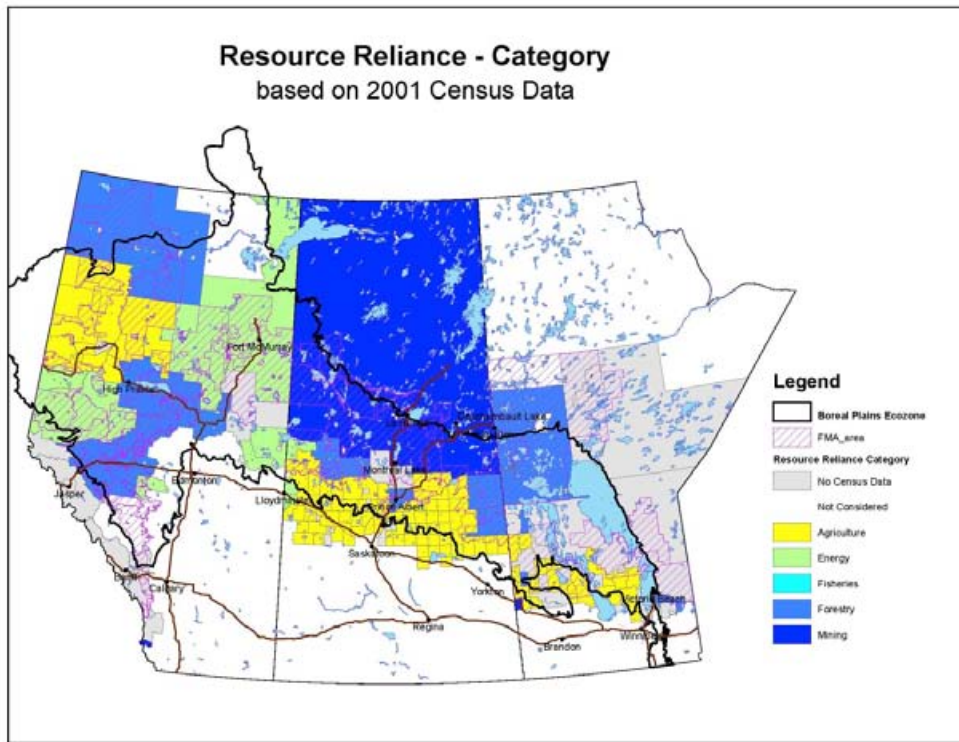 Resource Reliance - Category
based on 2001 Census Data
Fort McMurray
High Prairie
Legend
Boreal Plains Ecozone
FMA_area
Resource Reliance Category
No Census Data
Not Considered
Agriculture
Energy
Fisheries
Forestry
Mining
Montreal Lake
Edmonton
Jasper
Lloydminster
Albert
Saskatoon
Calgary
Yorkton
Regina
Brandon